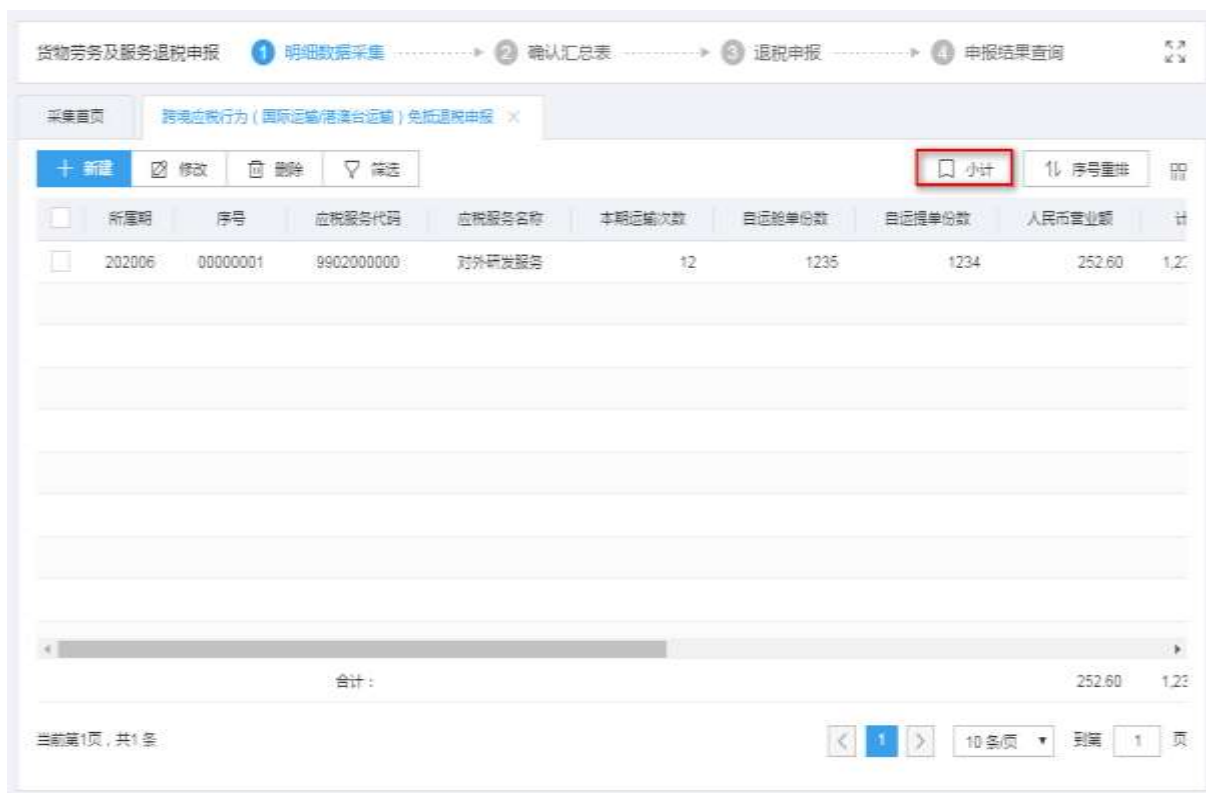 货物劳务及服务退税申报 1 明细数据采集 2 确认汇总表 3 退税申报 4 申报结果查询
采集首页 跨境应税行为（国际运输/港澳台运输）免抵退税申报 ×
新建 修改 删除 筛选 小计 序号重排
所属期 序号 应税服务代码 应税服务名称 本期运输次数 自运舱单份数 自运提单份数 人民币营业额 计
202006 00000001 9902000000 对外研发服务 12 1235 1234 252.60 1,2
合计： 252.60 1,23
当前第1页，共1条 < 1 > 10 条/页 到第 1 页